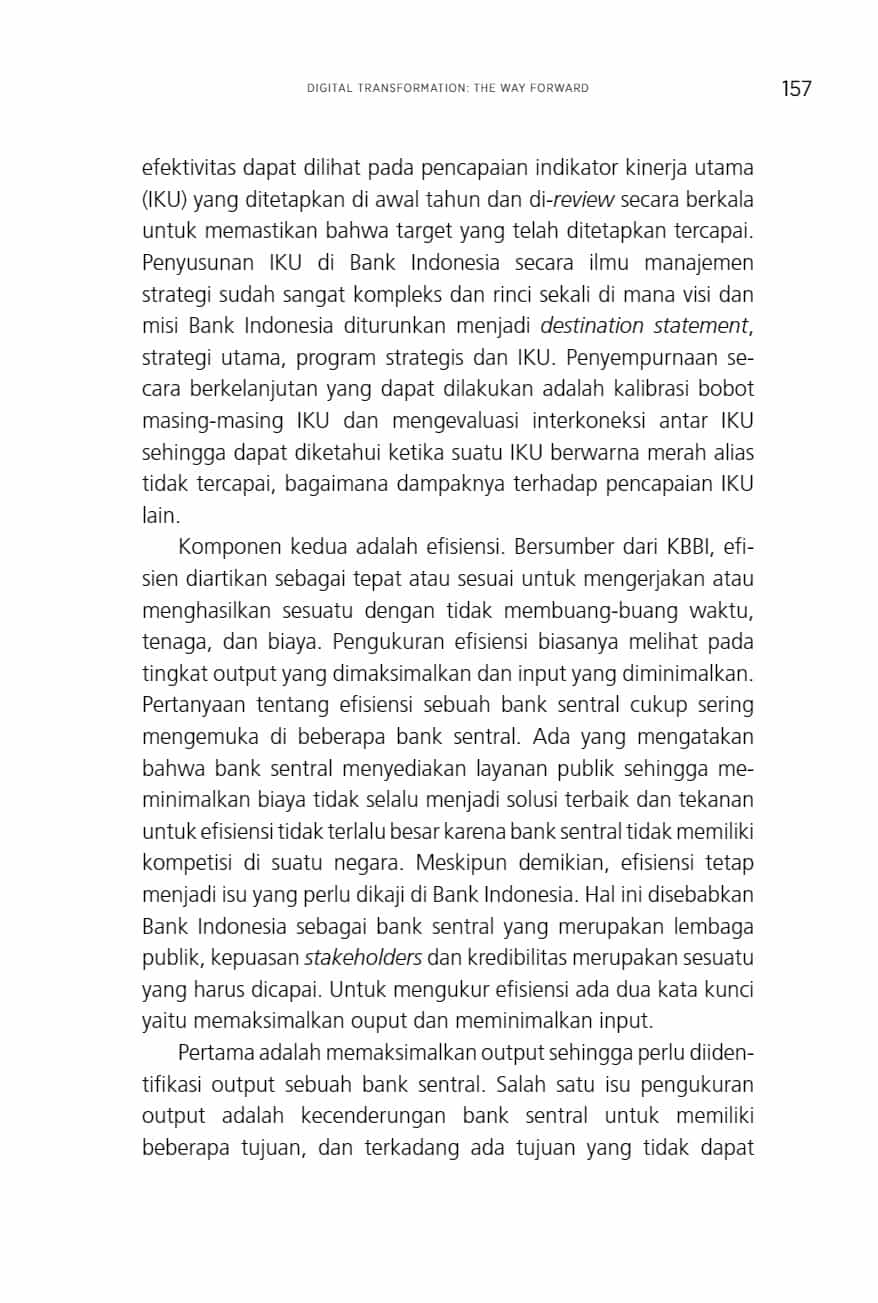 DIGITAL TRANSFORMATION: THE WAY FORWARD
157
efektivitas dapat dilihat pada pencapaian indikator kinerja utama
(IKU) yang ditetapkan di awal tahun dan di-review secara berkala
untuk memastikan bahwa target yang telah ditetapkan tercapai.
Penyusunan IKU di Bank Indonesia secara ilmu manajemen
strategi sudah sangat kompleks dan rinci sekali di mana visi dan
misi Bank Indonesia diturunkan menjadi destination statement,
strategi utama, program strategis dan IKU. Penyempurnaan se-
cara berkelanjutan yang dapat dilakukan adalah kalibrasi bobot
masing-masing IKU dan mengevaluasi interkoneksi antar IKU
sehingga dapat diketahui ketika suatu IKU berwarna merah alias
tidak tercapai, bagaimana dampaknya terhadap pencapaian IKU
lain.
Komponen kedua adalah efisiensi. Bersumber dari KBBI, efi-
sien diartikan sebagai tepat atau sesuai untuk mengerjakan atau
menghasilkan sesuatu dengan tidak membuang-buang waktu,
tenaga, dan biaya. Pengukuran efisiensi biasanya melihat pada
tingkat output yang dimaksimalkan dan input yang diminimalkan.
Pertanyaan tentang efisiensi sebuah bank sentral cukup sering
mengemuka di beberapa bank sentral. Ada yang mengatakan
bahwa bank sentral menyediakan layanan publik sehingga me-
minimalkan biaya tidak selalu menjadi solusi terbaik dan tekanan
untuk efisiensi tidak terlalu besar karena bank sentral tidak memiliki
kompetisi di suatu negara. Meskipun demikian, efisiensi tetap
menjadi isu yang perlu dikaji di Bank Indonesia. Hal ini disebabkan
Bank Indonesia sebagai bank sentral yang merupakan lembaga
publik, kepuasan stakeholders dan kredibilitas merupakan sesuatu
yang harus dicapai. Untuk mengukur efisiensi ada dua kata kunci
yaitu memaksimalkan ouput dan meminimalkan input.
Pertama adalah memaksimalkan output sehingga perlu diiden-
tifikasi output sebuah bank sentral. Salah satu isu pengukuran
output adalah kecenderungan bank sentral untuk memiliki
beberapa tujuan, dan terkadang ada tujuan yang tidak dapat